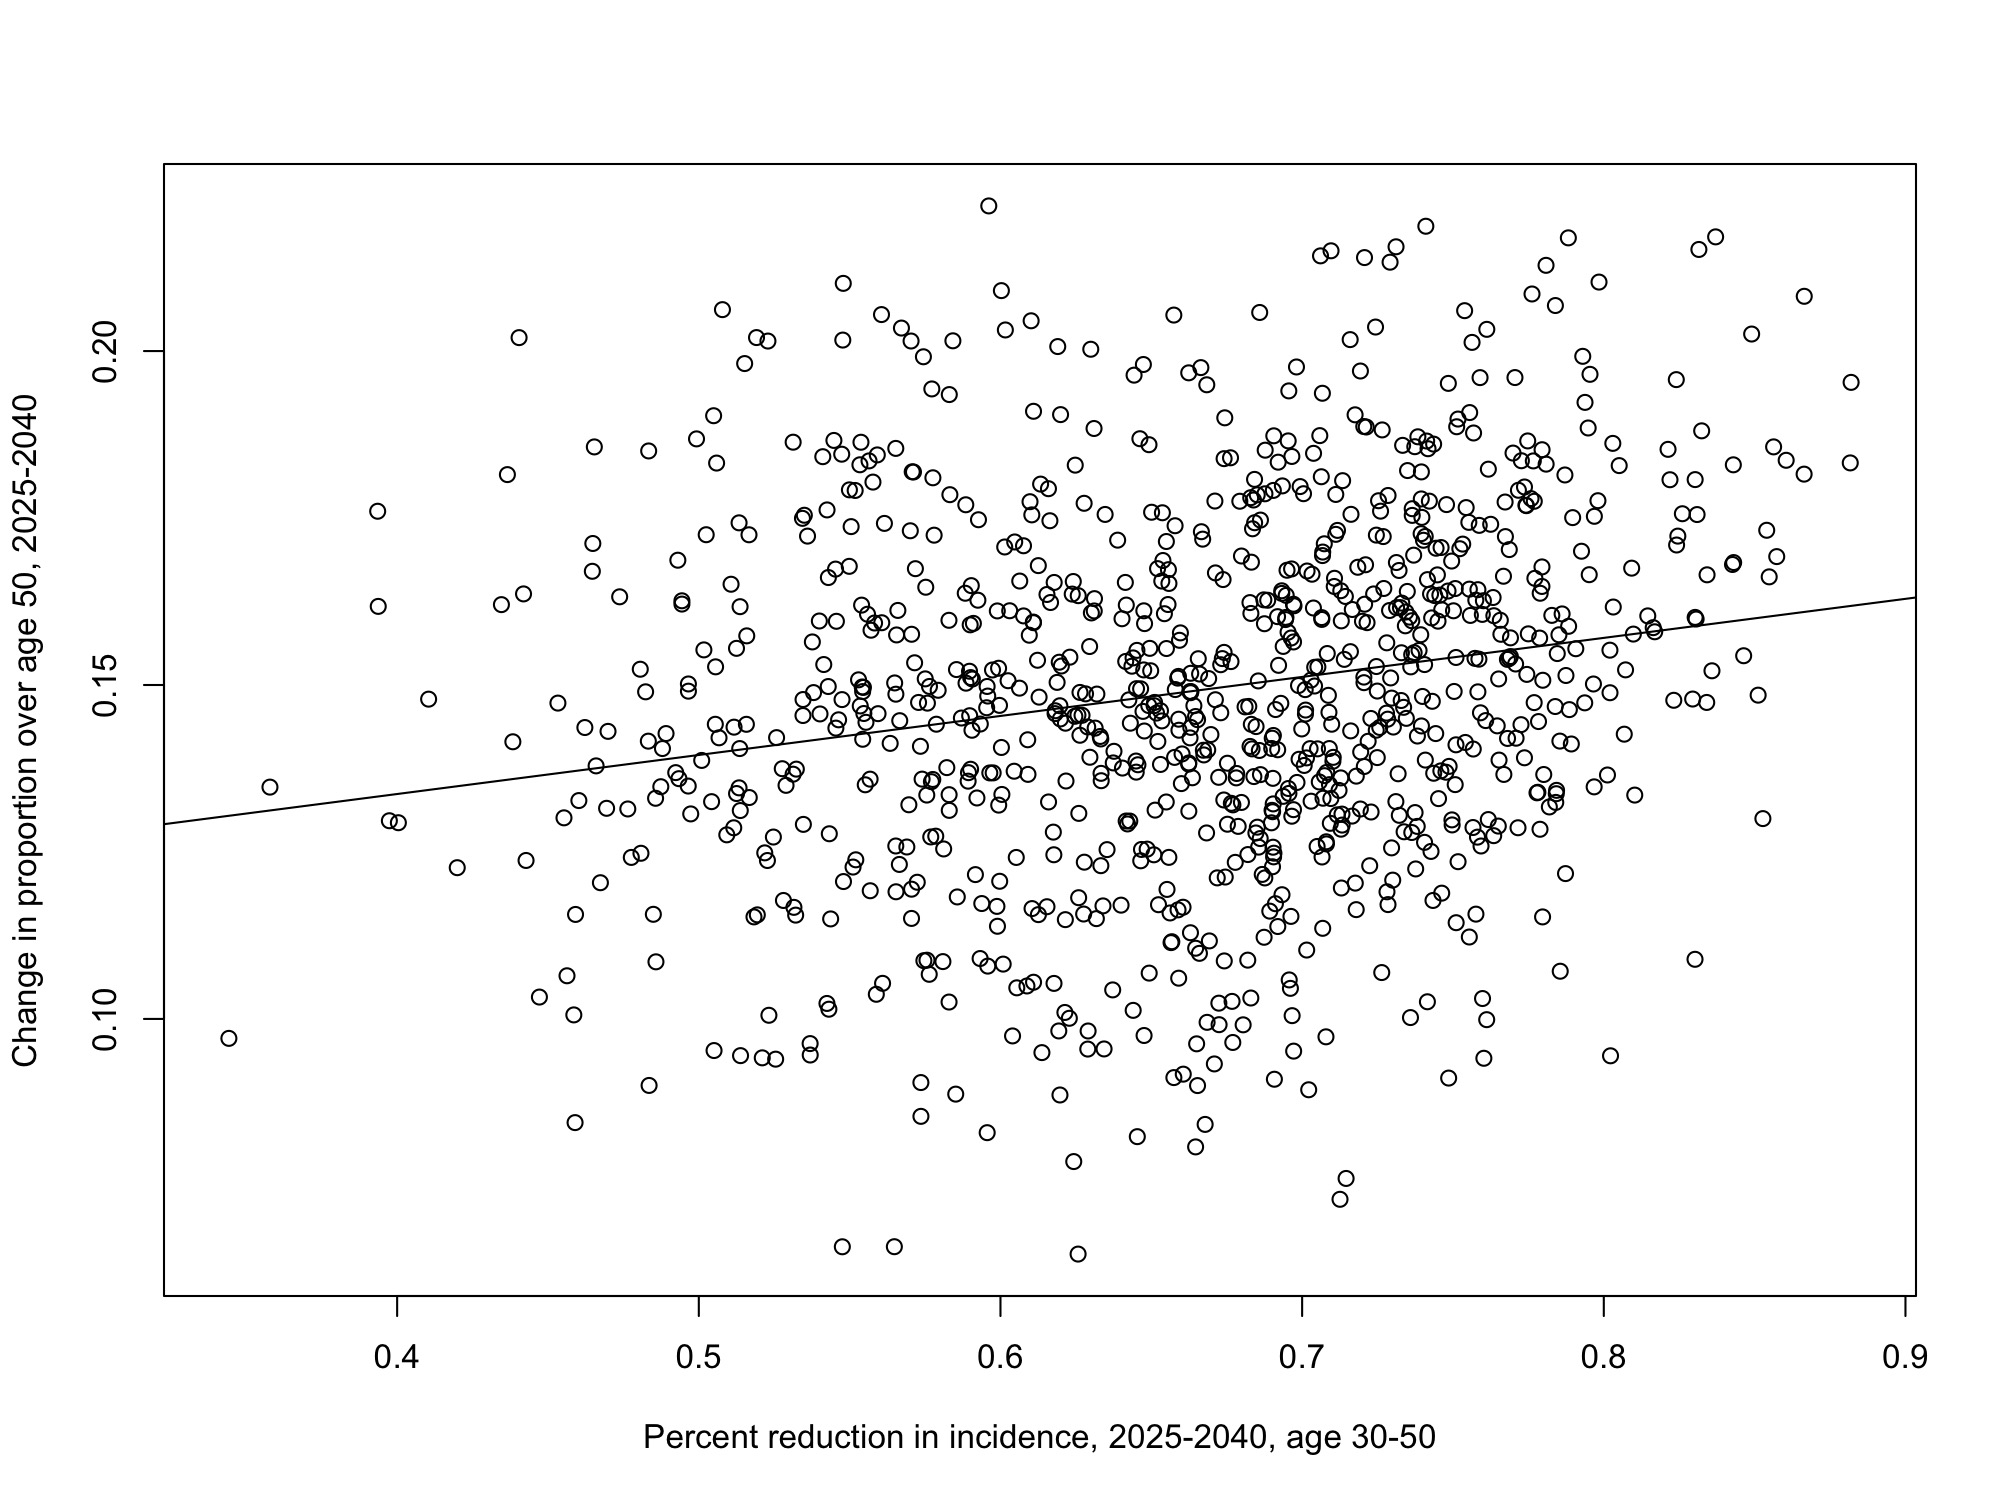 Change in proportion over age 50, 2025-2040
0.20
0.15
0.10
0.4 0.5 0.6 0.7 0.8 0.9
Percent reduction in incidence, 2025-2040, age 30-50